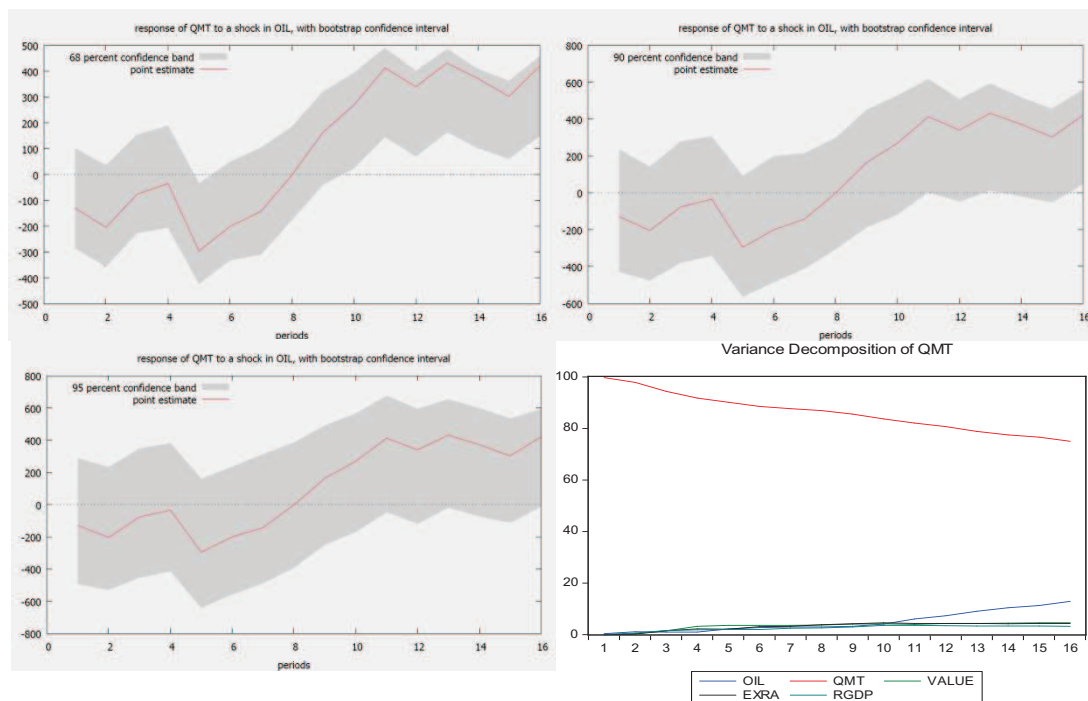 response of QMT to a shock in OIL, with bootstrap confidence interval
68 percent confidence band
point estimate
500
400
300
200
100
0
-100
-200
-300
-400
-500
0 2 4 6 8 10 12 14 16
periods
response of QMT to a shock in OIL, with bootstrap confidence interval
90 percent confidence band
point estimate
800
600
400
200
0
-200
-400
-600
0 2 4 6 8 10 12 14 16
periods
response of QMT to a shock in OIL, with bootstrap confidence interval
95 percent confidence band
point estimate
800
600
400
200
0
-200
-400
-600
-800
0 2 4 6 8 10 12 14 16
periods
Variance Decomposition of QMT
100
80
60
40
20
0
1 2 3 4 5 6 7 8 9 10 11 12 13 14 15 16
OIL QMT VALUE
EXRA RGDP